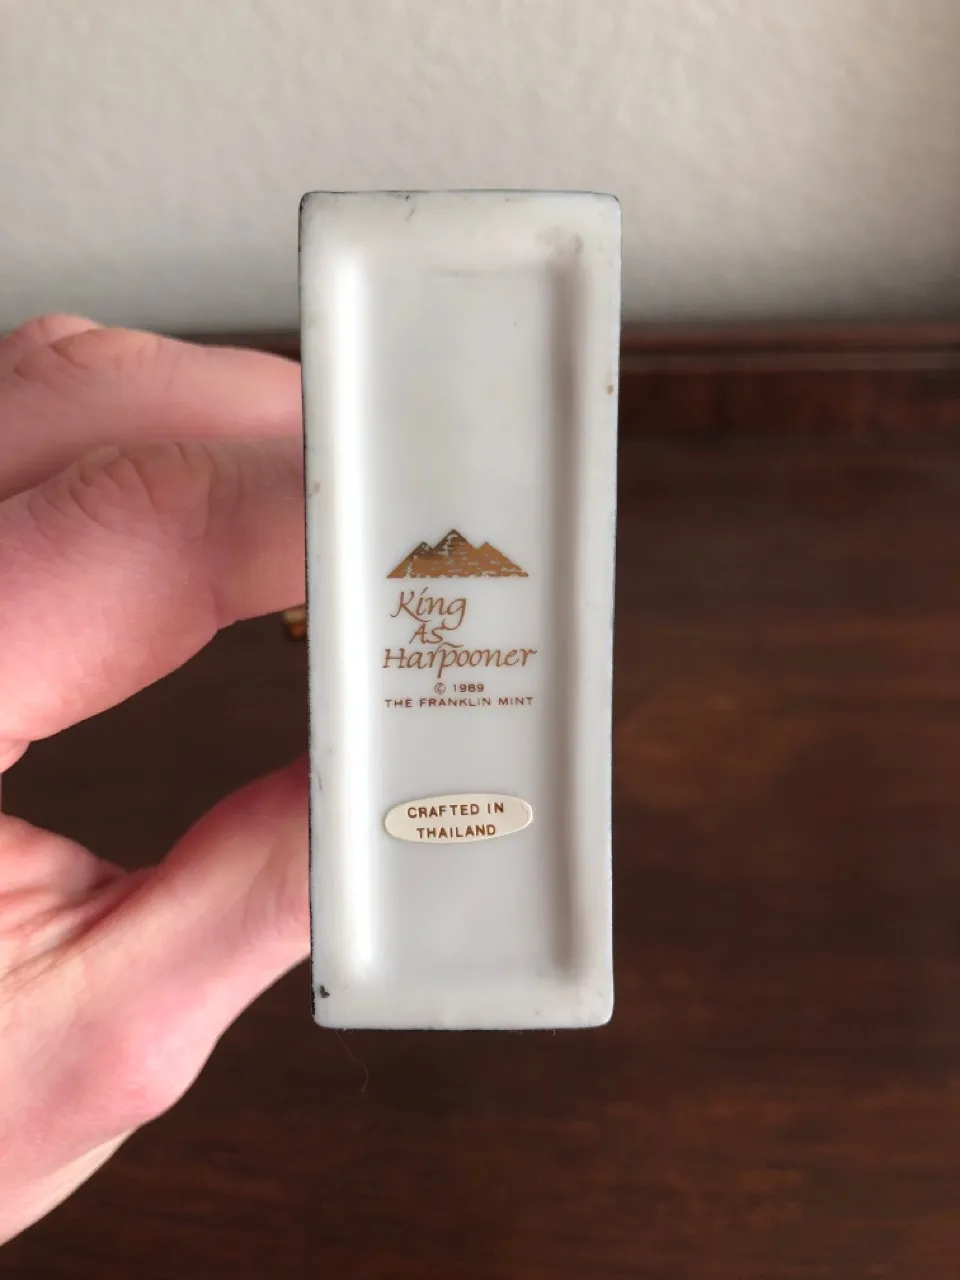 King
As
Harpooner
© 1989
THE FRANKLIN MINT
CRAFTED IN
THAILAND